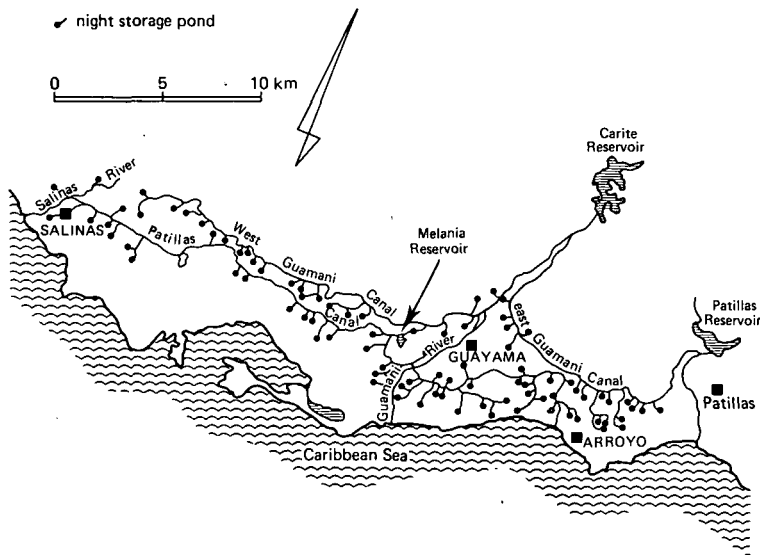 night storage pond
0 5 10 km
Carite
Reservoir
Salinas River
SALINAS
Patillas
West
Guamani
Canal
Canal
Melania
Reservoir
Patillas
Reservoir
east
Guamani Canal
River
GUAYAMA
Guamani
Patillas
ARROYO
Caribbean Sea